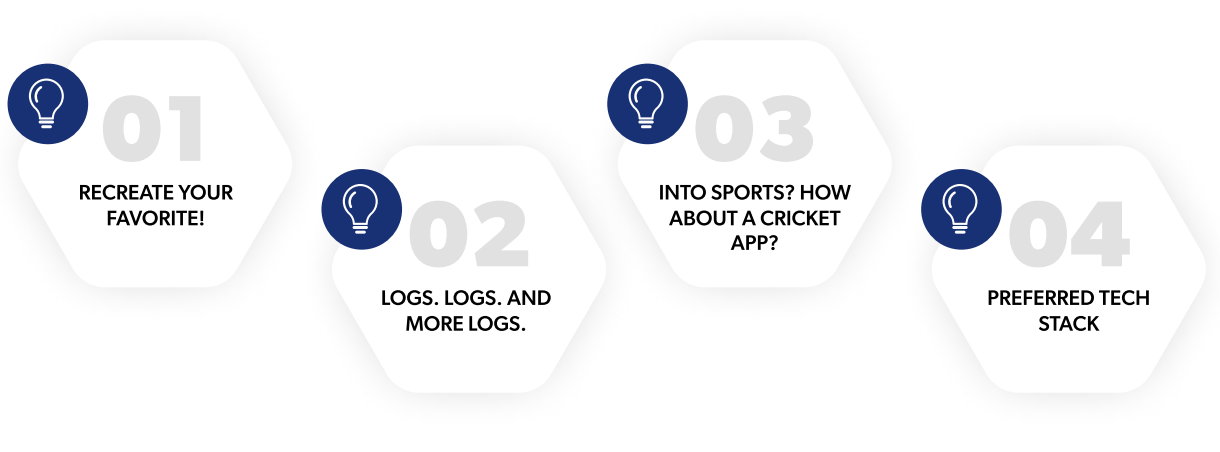 01
RECREATE YOUR
FAVORITE!
02
LOGS. LOGS. AND
MORE LOGS.
03
INTO SPORTS? HOW
ABOUT A CRICKET
APP?
04
PREFERRED TECH
STACK